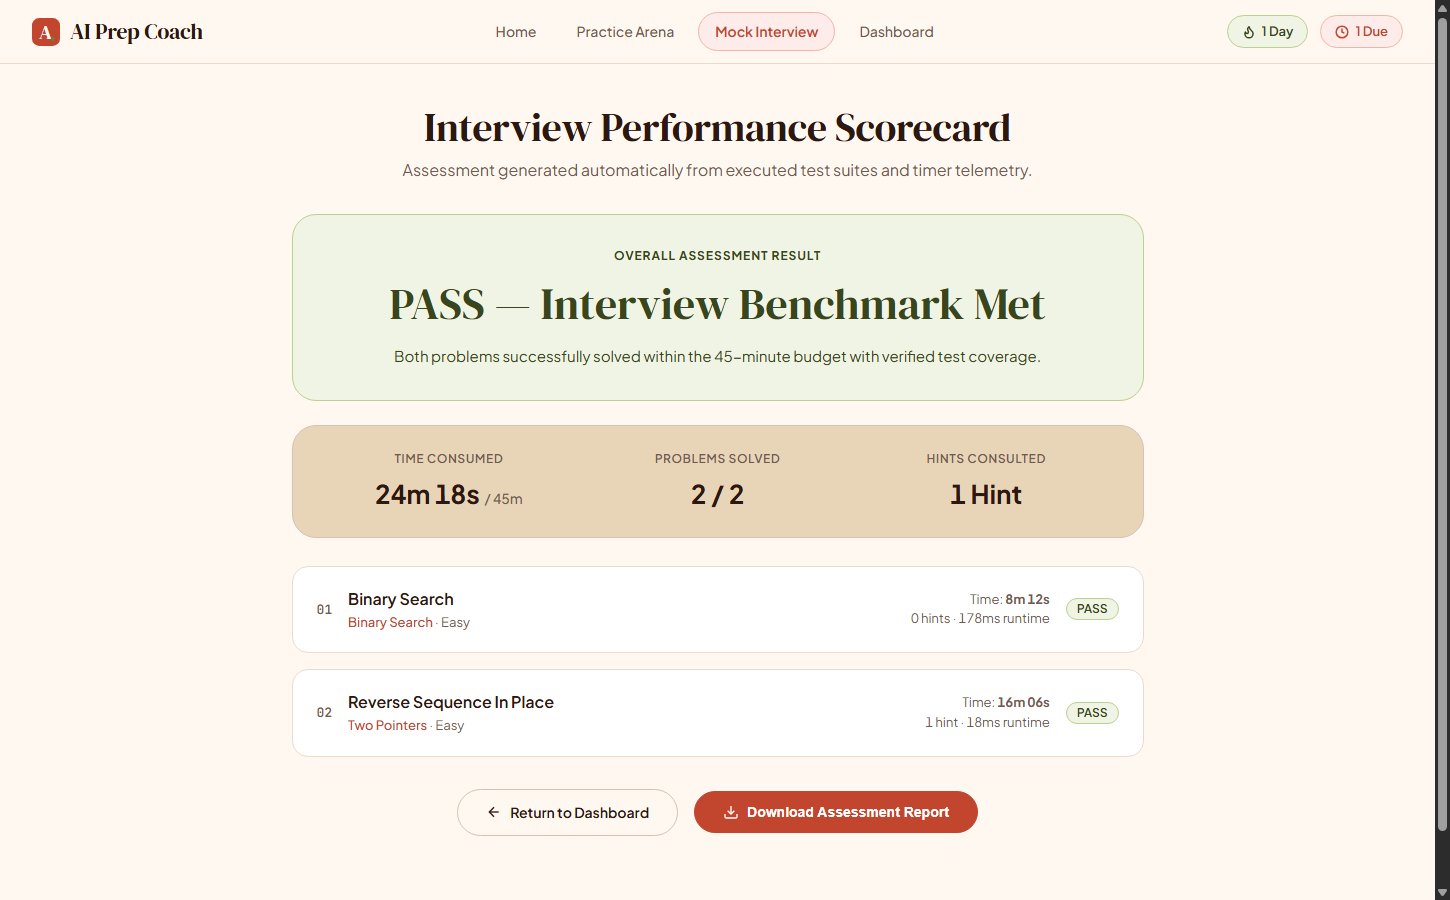 A AI Prep Coach
Home Practice Arena Mock Interview Dashboard
1 Day 1 Due
Interview Performance Scorecard
Assessment generated automatically from executed test suites and timer telemetry.
OVERALL ASSESSMENT RESULT
PASS — Interview Benchmark Met
Both problems successfully solved within the 45-minute budget with verified test coverage.
TIME CONSUMED PROBLEMS SOLVED HINTS CONSULTED
24m 18s / 45m 2 / 2 1 Hint
01 Binary Search Time: 8m 12s PASS
Binary Search · Easy 0 hints · 178ms runtime
02 Reverse Sequence In Place Time: 16m 06s PASS
Two Pointers · Easy 1 hint · 18ms runtime
Return to Dashboard Download Assessment Report